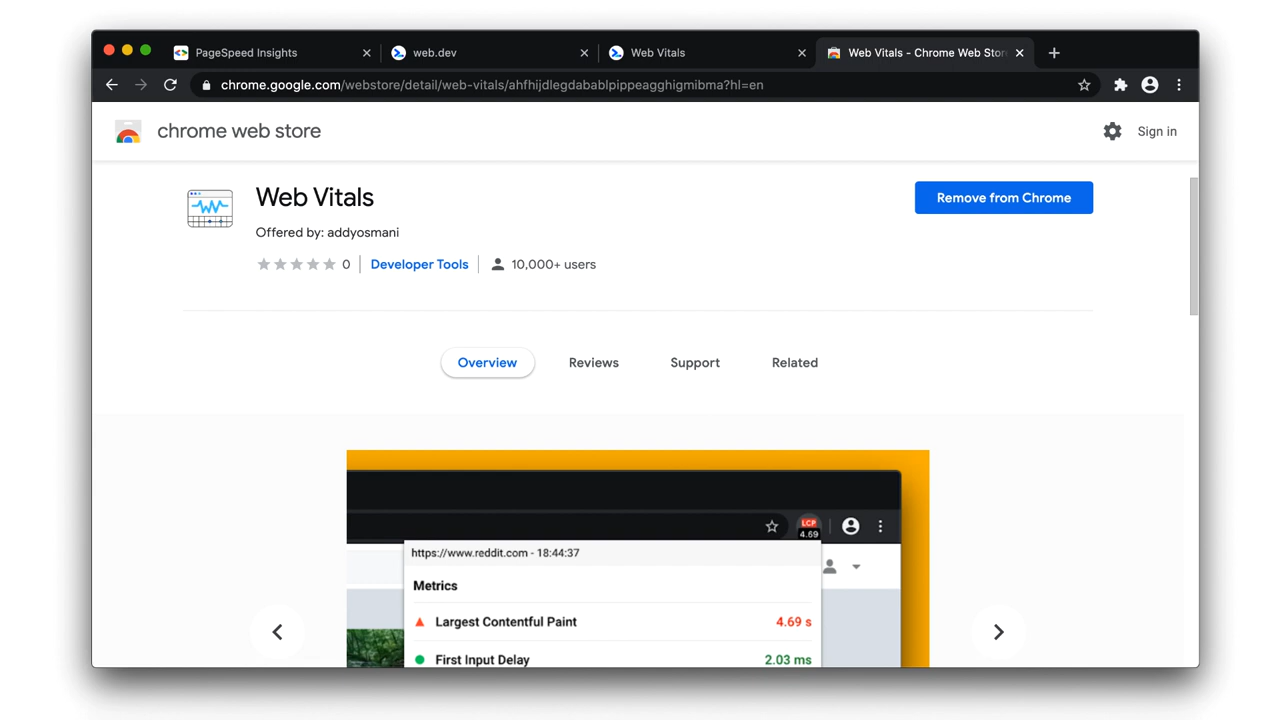 PageSpeed Insights
web.dev
Web Vitals
Web Vitals - Chrome Web Stor
chrome.google.com/webstore/detail/web-vitals/ahfhijdlegdabablpippeagghigmibma?hl=en
chrome web store
Sign in
Web Vitals
Remove from Chrome
Offered by: addyosmani
0
Developer Tools
10,000+ users
Overview
Reviews
Support
Related
LCP
4.69
https://www.reddit.com - 18:44:37
Metrics
Largest Contentful Paint 4.69 s
First Input Delay 2.03 ms